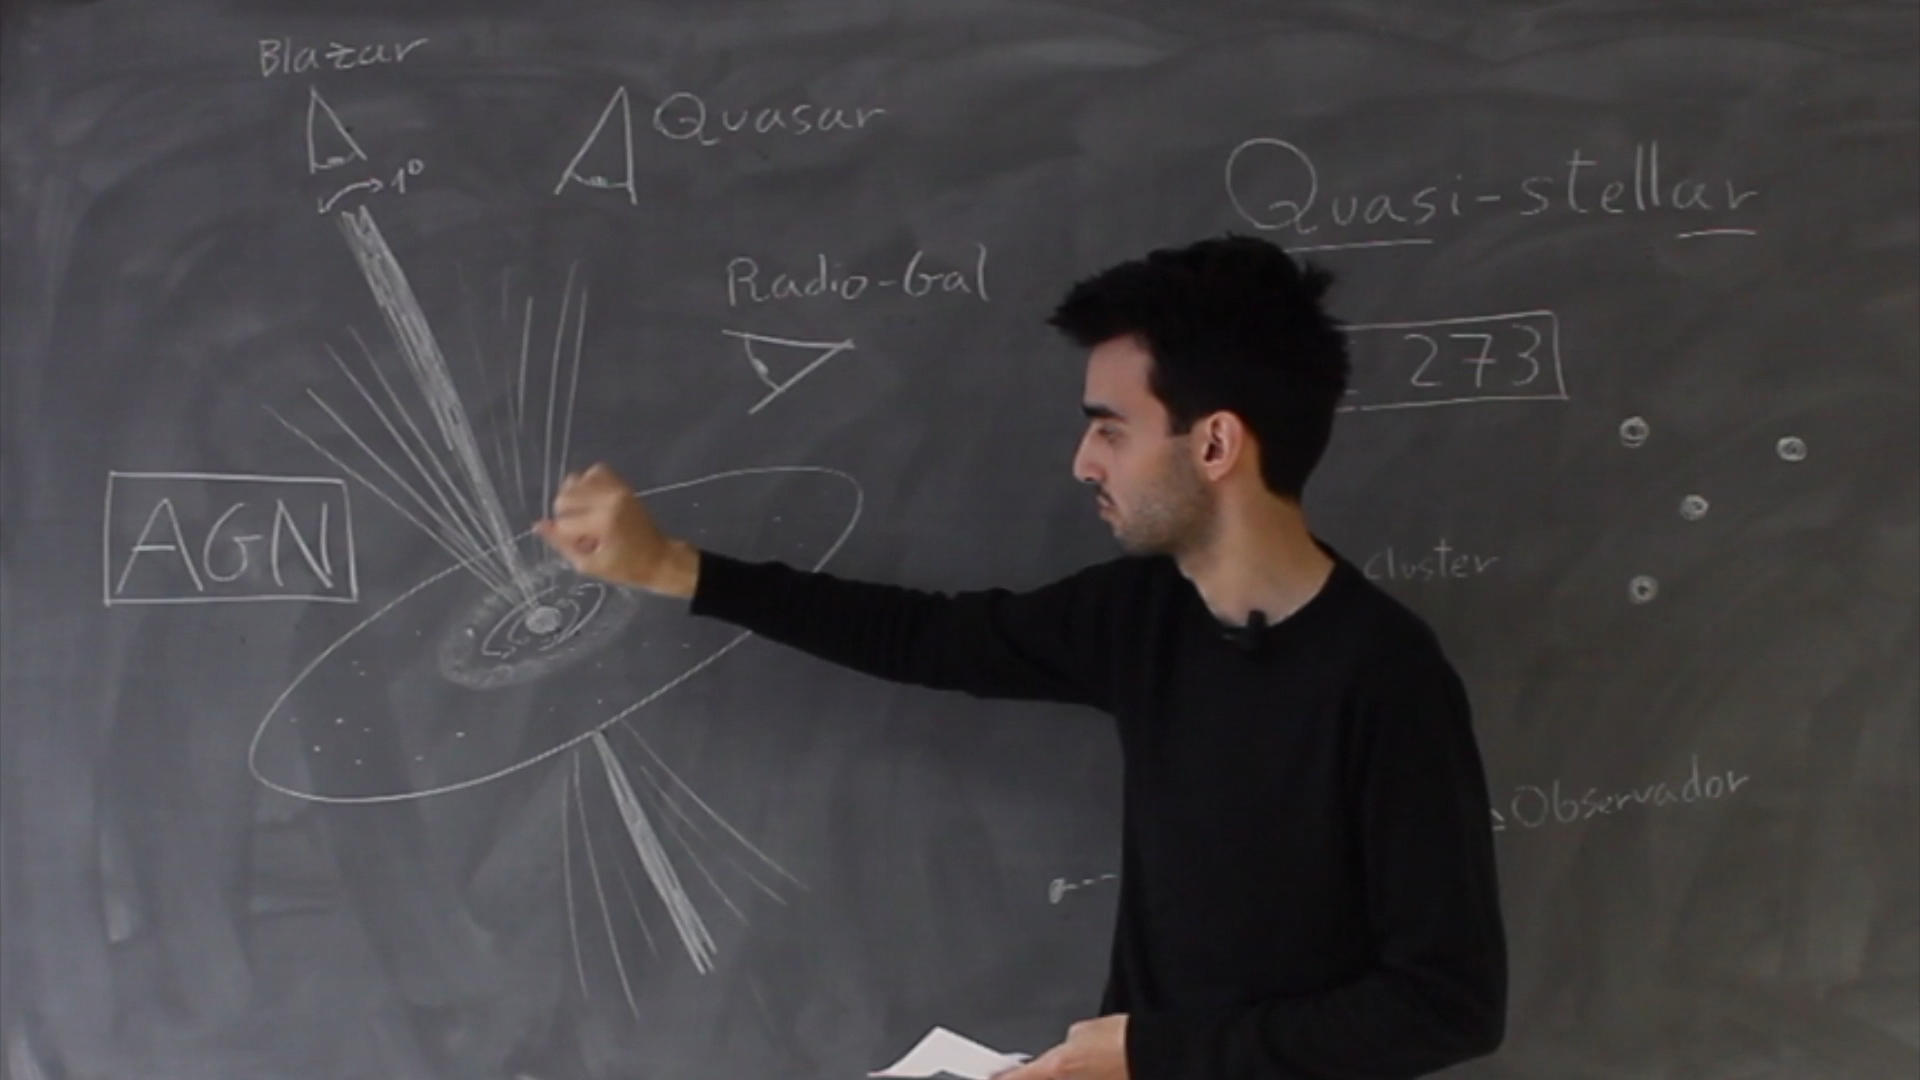 Blazar
Quasar
1°
Quasi-stellar
Radio-Gal
273
AGN
cluster
Observador